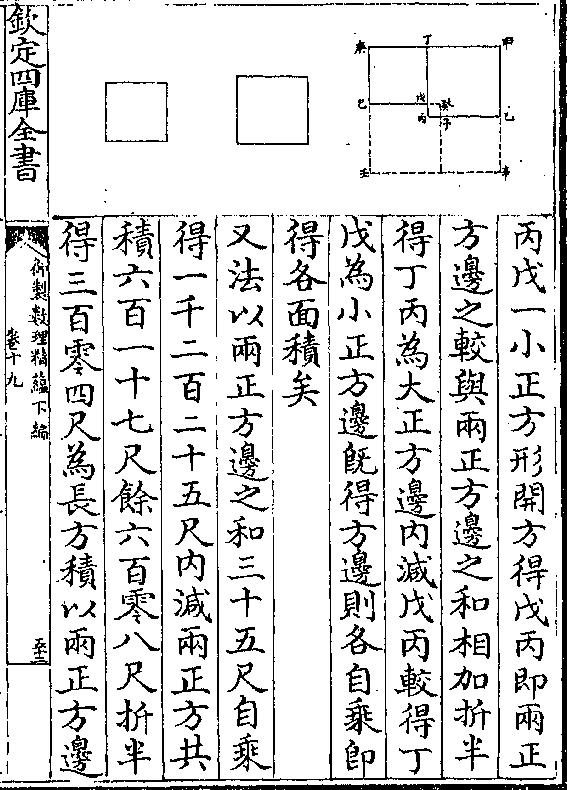 丙戊一小正方形開方得戊丙即兩正
方邊之較與兩正方邊之和相加折半
得丁丙為大正方邊内減戊丙較得丁
戊為小正方邊既得方邊則各自乘即
得各面積矣
又法以兩正方邊之和三十五尺自乘
得一千二百二十五尺内減兩正方共
積六百一十七尺餘六百零八尺折半
得三百零四尺為長方積以兩正方邊
欽定四庫全書
御製數理精蘊下編
卷十九
庚 丁 甲
巳 戊 丙 子 乙
壬 辛